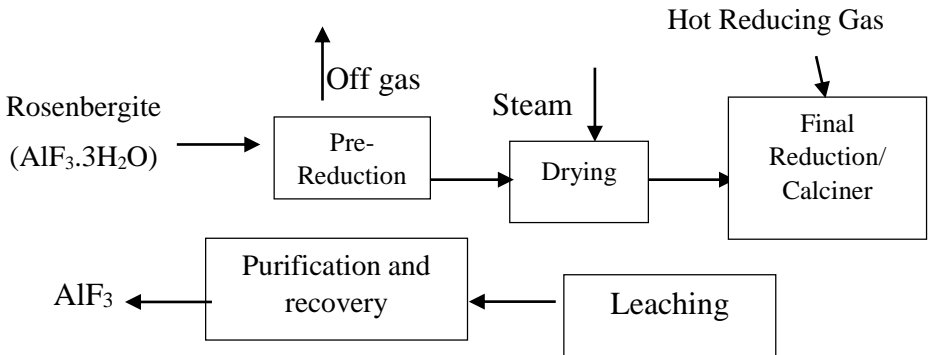 Hot Reducing Gas
Off gas
Steam
Rosenbergite
(AlF₃.3H₂O)
Pre-
Reduction
Drying
Final
Reduction/
Calciner
Purification and
recovery
AlF₃
Leaching